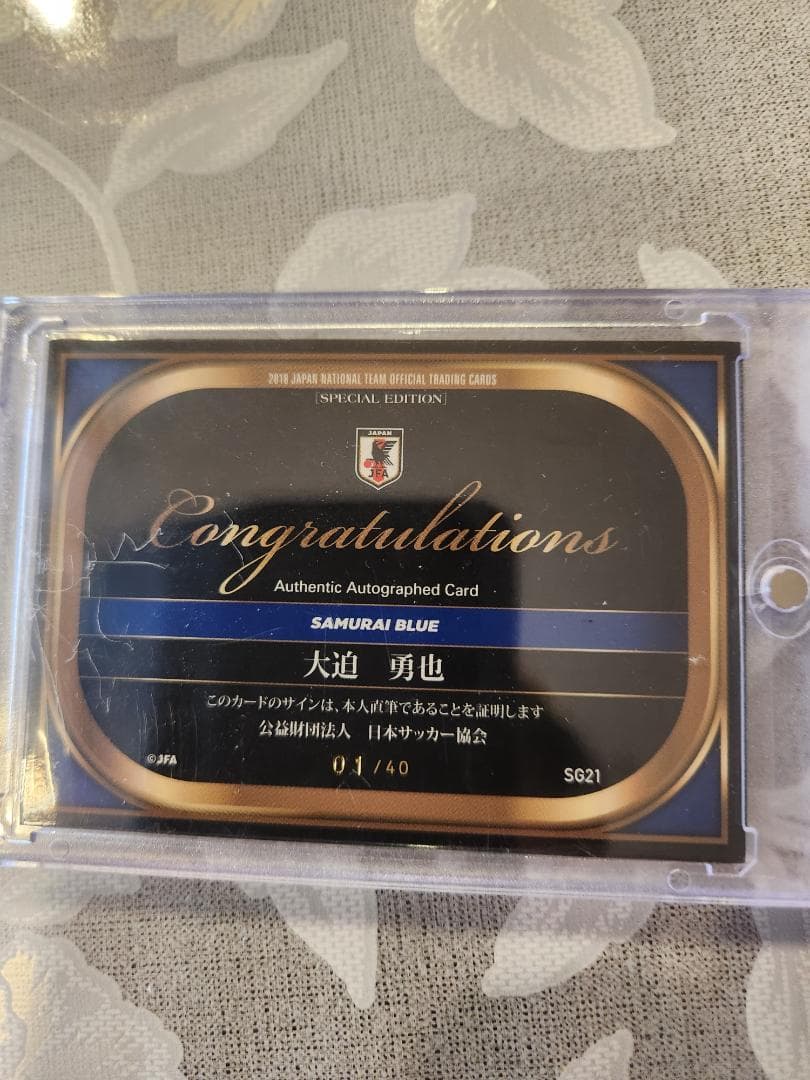 2018 JAPAN NATIONAL TEAM OFFICIAL TRADING CARDS
[SPECIAL EDITION]
JAPAN
JFA
Congratulations
Authentic Autographed Card
SAMURAI BLUE
大迫 勇也
このカードのサインは、本人直筆であることを証明します
公益財団法人 日本サッカー協会
©JFA
01/40
SG21